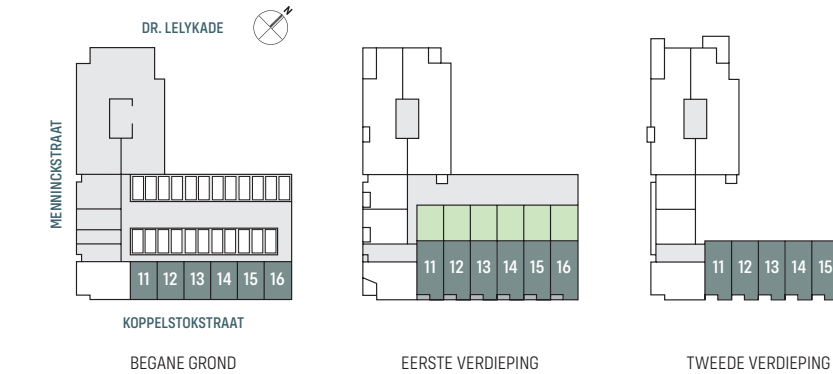 DR. LELYKADE
N
MENNINCKSTRAAT
11 12 13 14 15 16
KOPPELSTOKSTRAAT
BEGANE GROND
11 12 13 14 15 16
EERSTE VERDIEPING
11 12 13 14 15
TWEEDE VERDIEPING